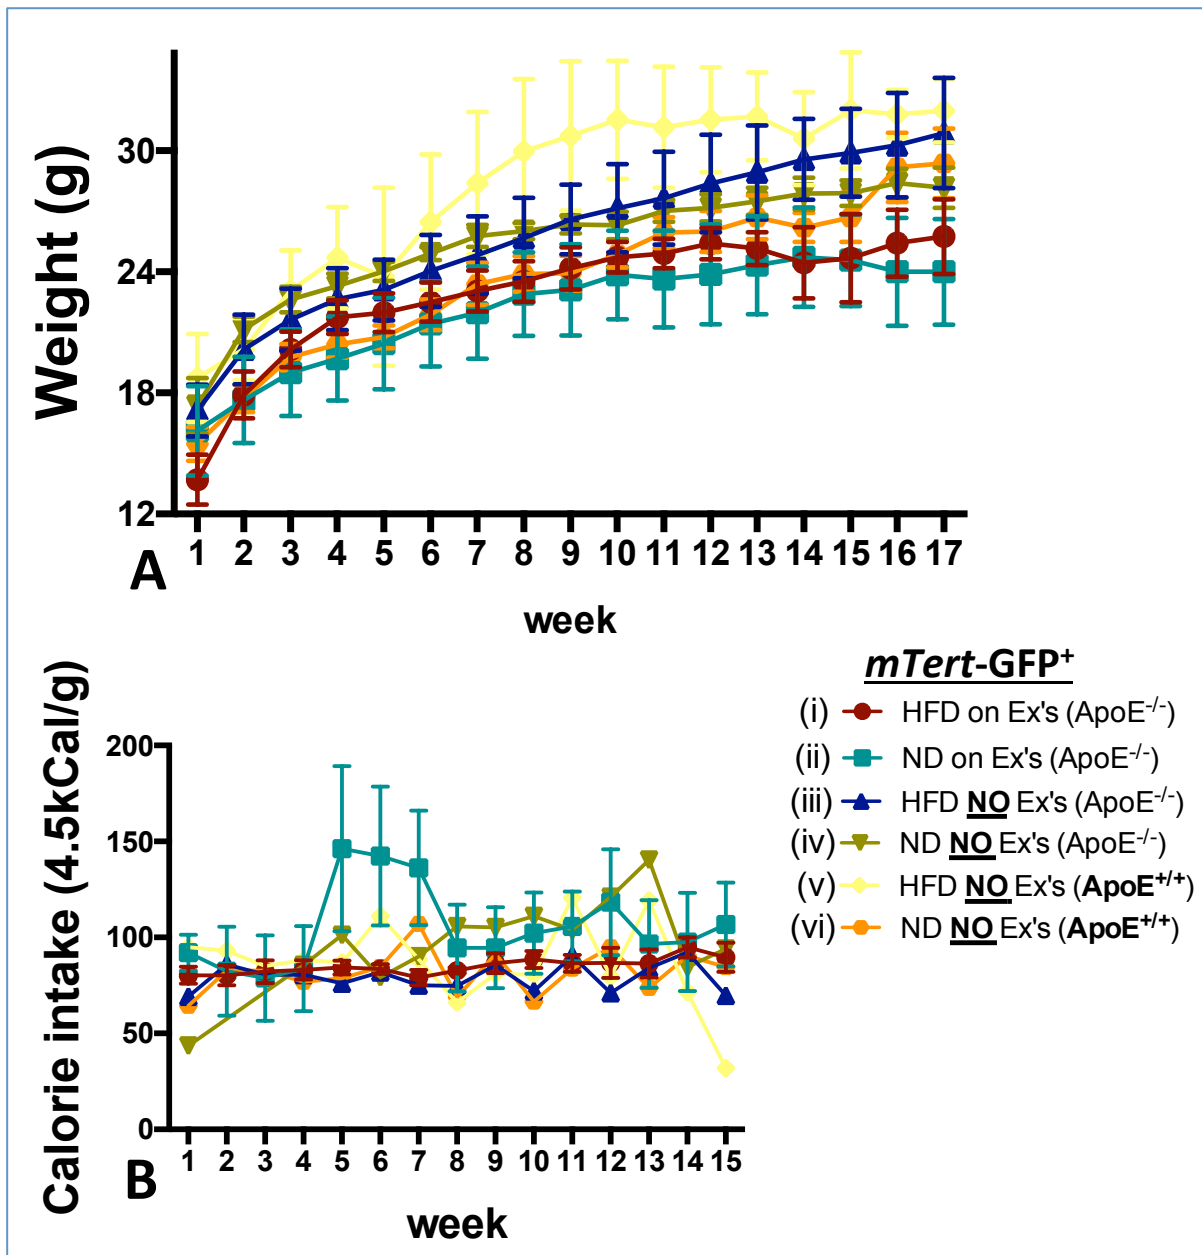 Weight (g)
30
24
18
12
1 2 3 4 5 6 7 8 9 10 11 12 13 14 15 16 17
A
week
mTert-GFP⁺
(i) HFD on Ex's (ApoE⁻/⁻)
(ii) ND on Ex's (ApoE⁻/⁻)
(iii) HFD NO Ex's (ApoE⁻/⁻)
(iv) ND NO Ex's (ApoE⁻/⁻)
(v) HFD NO Ex's (ApoE⁺/⁺)
(vi) ND NO Ex's (ApoE⁺/⁺)
Calorie intake (4.5kCal/g)
200
150
100
50
0
1 2 3 4 5 6 7 8 9 10 11 12 13 14 15
B
week